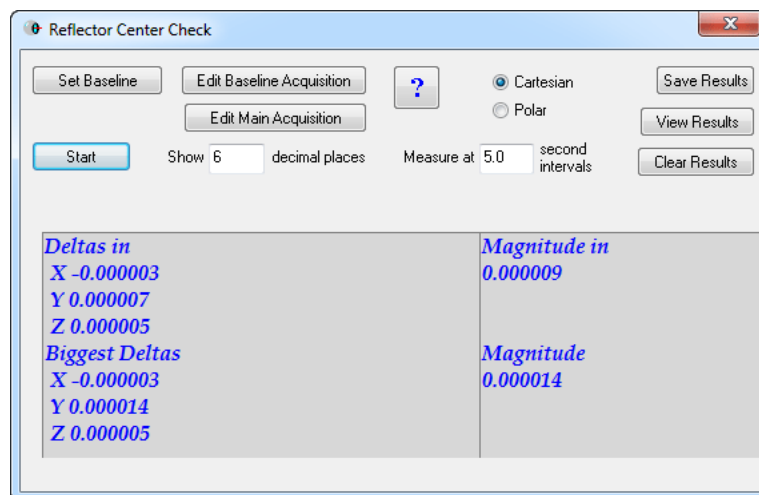 Reflector Center Check
X
Set Baseline
Edit Baseline Acquisition
?
Cartesian
Save Results
Polar
Edit Main Acquisition
View Results
Start
Show 6 decimal places
Measure at 5.0 second intervals
Clear Results
Deltas in
X -0.000003
Y 0.000007
Z 0.000005
Magnitude in
0.000009
Biggest Deltas
X -0.000003
Y 0.000014
Z 0.000005
Magnitude
0.000014